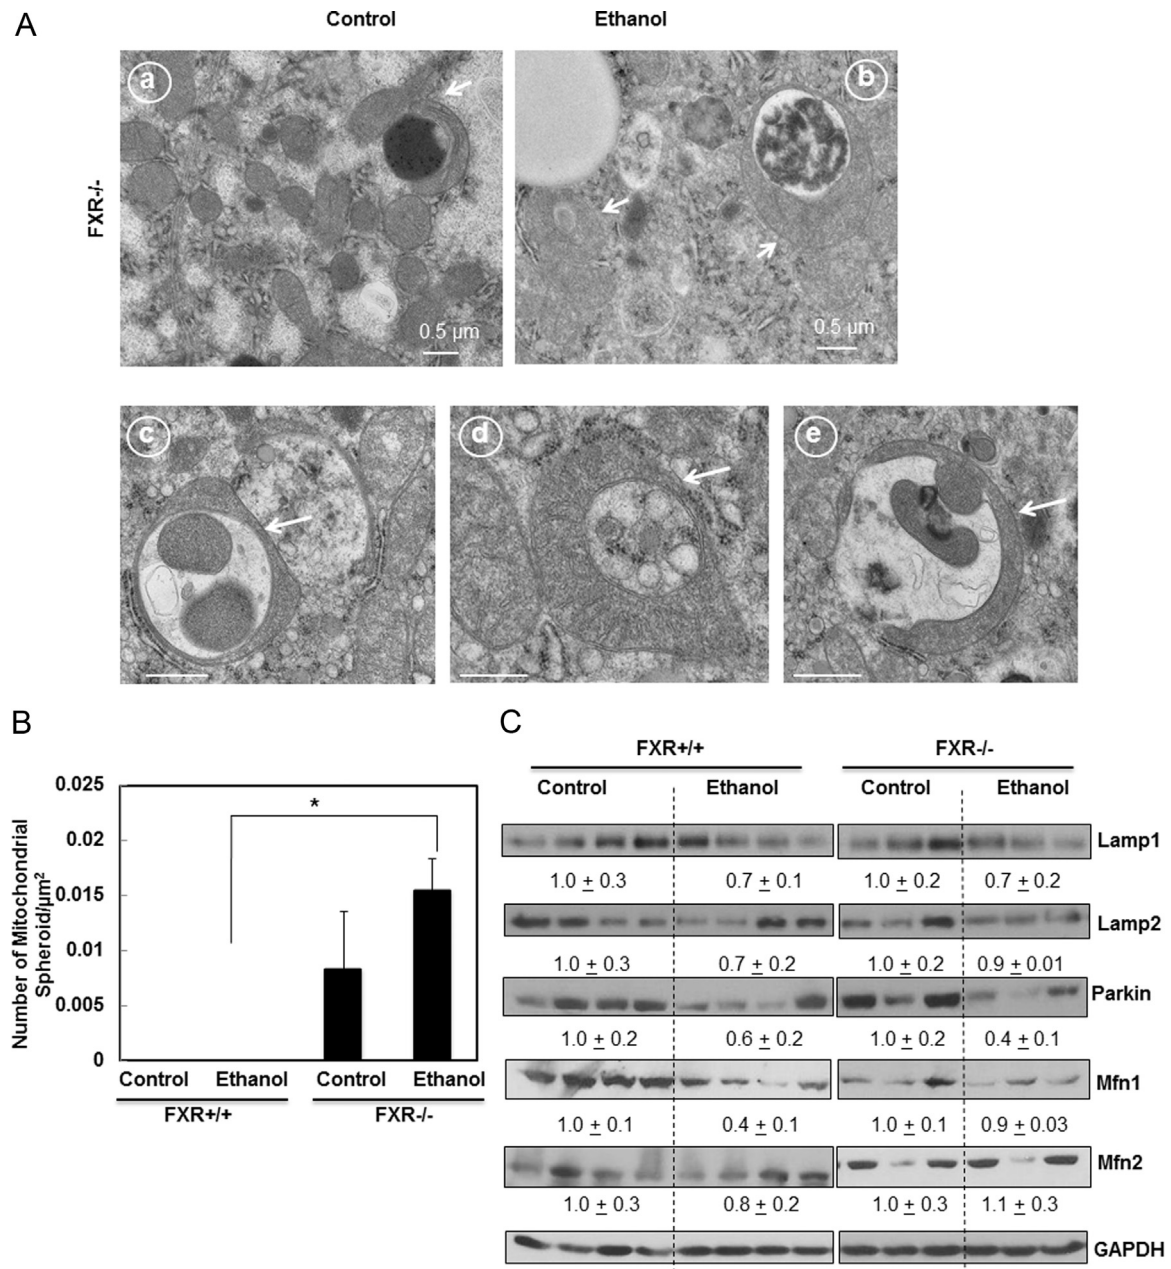 A
Control Ethanol
FXR-/-
a
b
0.5 µm
0.5 µm
c
d
e
B
0.025
0.02
0.015
0.01
0.005
0
Number of Mitochondrial
Spheroid/µm²
*
Control Ethanol Control Ethanol
FXR+/+ FXR-/-
C
FXR+/+ FXR-/-
Control Ethanol Control Ethanol
Lamp1
1.0 ± 0.3 0.7 ± 0.1 1.0 ± 0.2 0.7 ± 0.2
Lamp2
1.0 ± 0.3 0.7 ± 0.2 1.0 ± 0.2 0.9 ± 0.01
Parkin
1.0 ± 0.2 0.6 ± 0.2 1.0 ± 0.2 0.4 ± 0.1
Mfn1
1.0 ± 0.1 0.4 ± 0.1 1.0 ± 0.1 0.9 ± 0.03
Mfn2
1.0 ± 0.3 0.8 ± 0.2 1.0 ± 0.3 1.1 ± 0.3
GAPDH